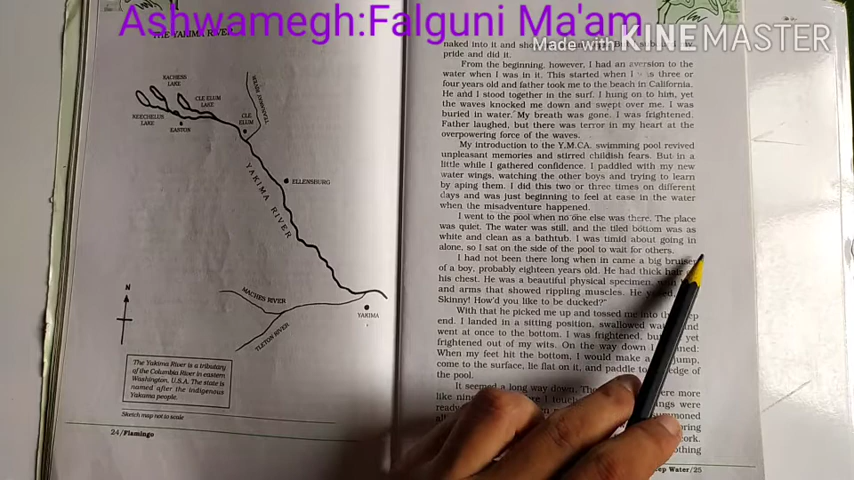 Ashwamegh:Falguni Ma'am
Made with KINEMASTER
THE YAKIMA RIVER
KACHESS
LAKE
CLE ELUM
LAKE
KEECHELUS
LAKE
EASTON
CLE
ELUM
ELLENSBURG
YAKIMA RIVER
RIVER
YAKIMA
The Yakima River is a tributary
of the Columbia River in eastern
Washington, U.S.A. The state is
named after the indigenous
Yakama people.
Sketch map not to scale
24/Flamingo
naked into it and
pride and did it.
From the beginning, however, I had an aversion to the
water when I was in it. This started when I was three or
four years old and father took me to the beach in California.
He and I stood together in the surf. I hung on to him, yet
the waves knocked me down and swept over me. I was
buried in water. My breath was gone. I was frightened.
Father laughed, but there was terror in my heart at the
overpowering force of the waves.
My introduction to the Y.M.C.A. swimming pool revived
unpleasant memories and stirred childish fears. But in a
little while I gathered confidence. I paddled with my new
water wings, watching the other boys and trying to learn
by aping them. I did this two or three times on different
days and was just beginning to feel at ease in the water
when the misadventure happened.
I went to the pool when no one else was there. The place
was quiet. The water was still, and the tiled bottom was as
white and clean as a bathtub. I was timid about going in
alone, so I sat on the side of the pool to wait for others.
I had not been there long when in came a big bruiser
of a boy, probably eighteen years old. He had thick hair
his chest. He was a beautiful physical specimen,
and arms that showed rippling muscles. He
Skinny! How'd you like to be ducked?"
With that he picked me up and tossed me into the
end. I landed in a sitting position, swallowed
went at once to the bottom. I was frightened, yet
frightened out of my wits. On the way down I
When my feet hit the bottom, I would make a jump,
come to the surface, lie flat on it, and paddle to edge of
the pool.
It seemed a long way down. more
like were
Water/25